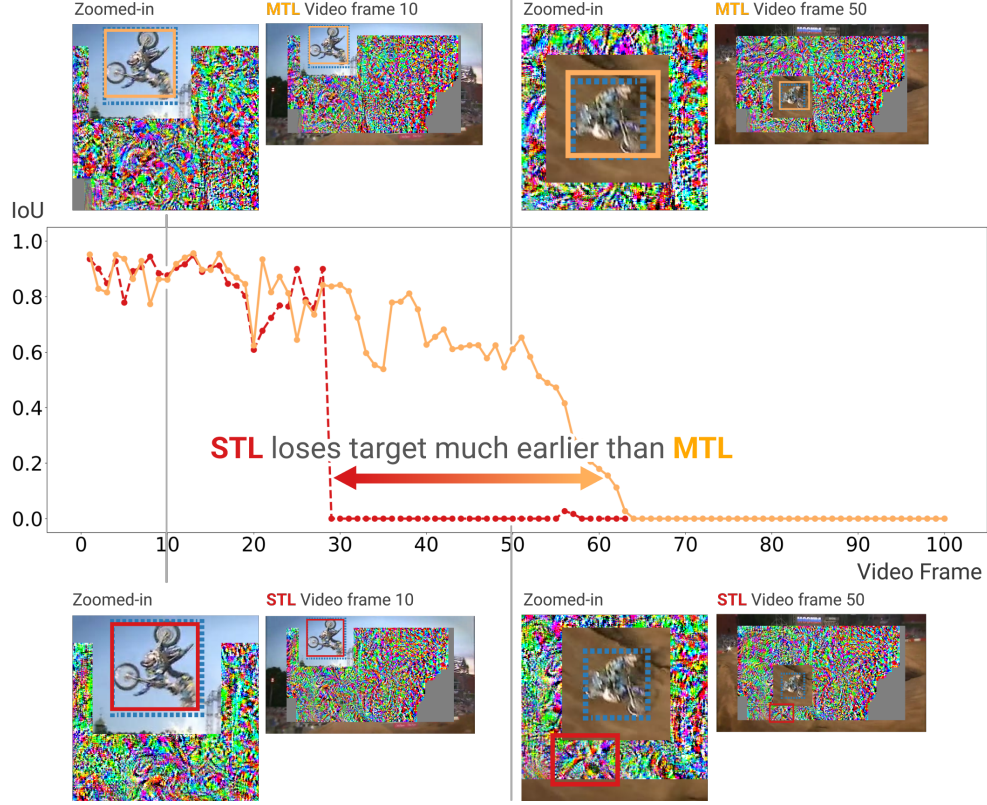 Zoomed-in
MTL Video frame 10
Zoomed-in
MTL Video frame 50
IoU
1.0
0.8
0.6
0.4
0.2
0.0
STL loses target much earlier than MTL
0 10 20 30 40 50 60 70 80 90 100
Video Frame
Zoomed-in
STL Video frame 10
Zoomed-in
STL Video frame 50